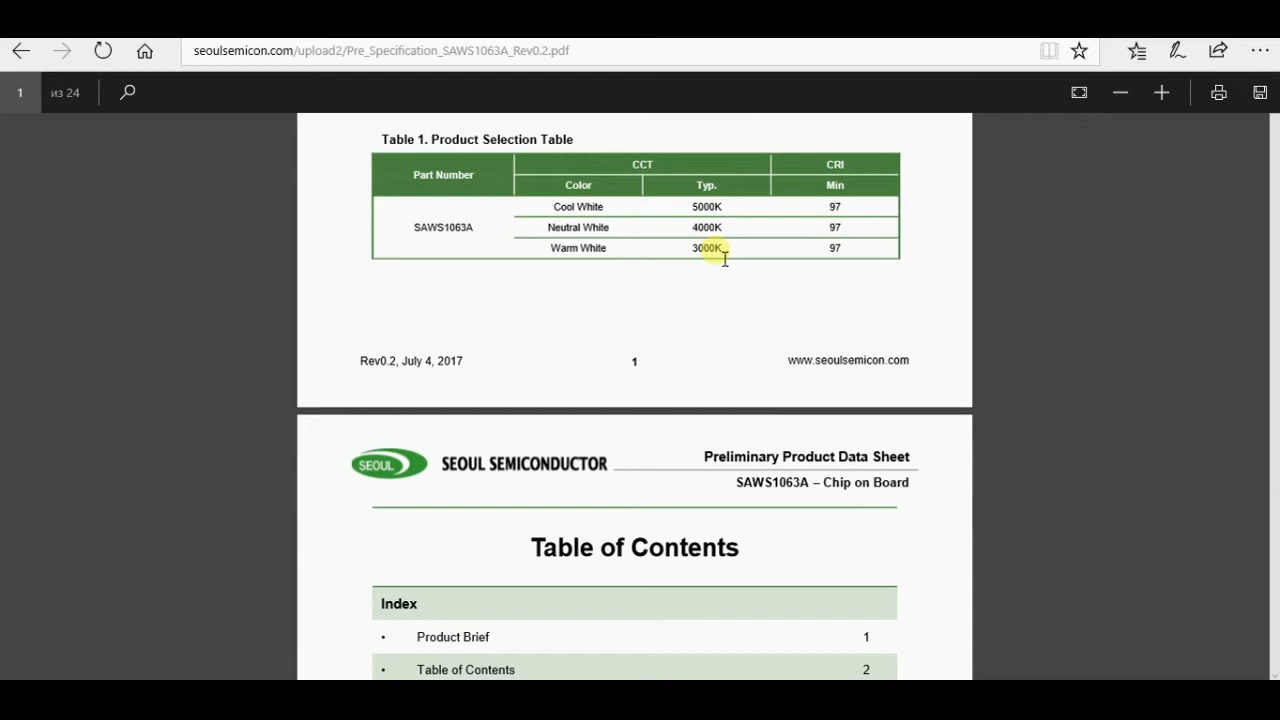 seoulsemicon.com/upload2/Pre_Specification_SAWS1063A_Rev0.2.pdf
1 из 24
Table 1. Product Selection Table
Part Number CCT CRI
Color Typ. Min
Cool White 5000K 97
SAWS1063A Neutral White 4000K 97
Warm White 3000K 97
Rev0.2, July 4, 2017 1 www.seoulsemicon.com
SEOUL SEOUL SEMICONDUCTOR Preliminary Product Data Sheet
SAWS1063A – Chip on Board
Table of Contents
Index
• Product Brief 1
• Table of Contents 2